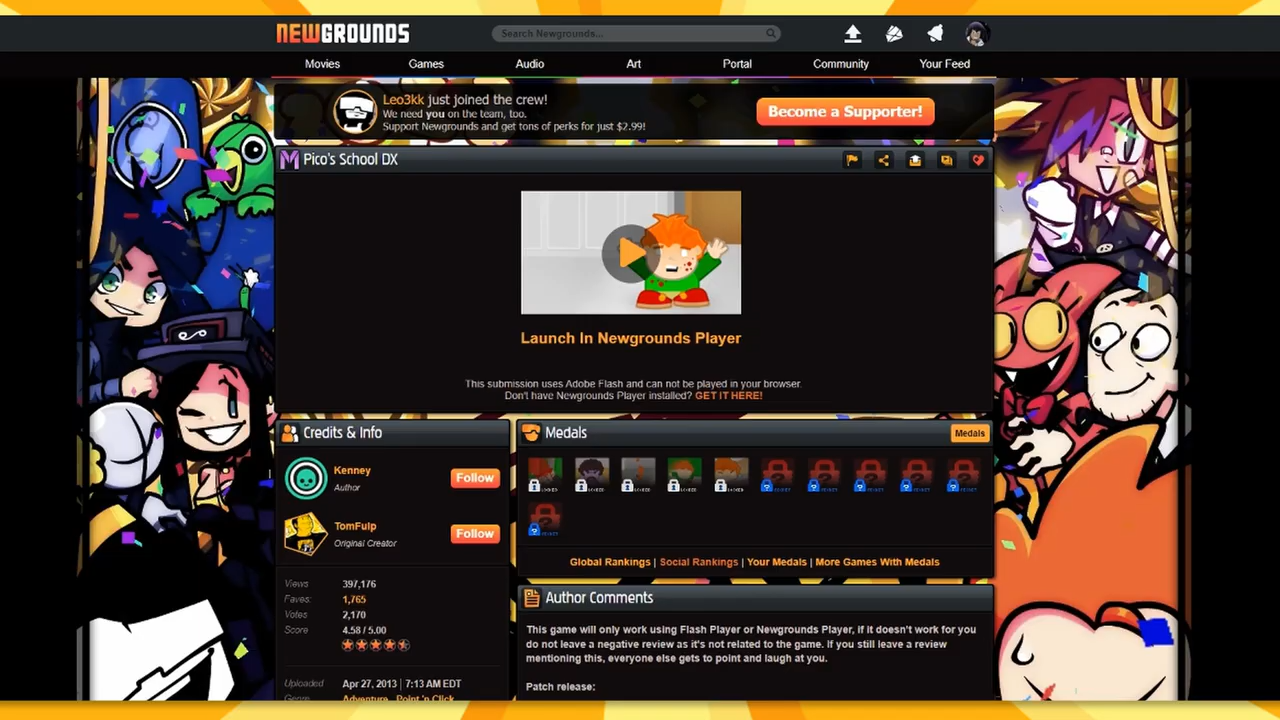 NEWGROUNDS
Search Newgrounds...
Movies
Games
Audio
Art
Portal
Community
Your Feed
Leo3kk just joined the crew!
We need you on the team, too.
Support Newgrounds and get tons of perks for just $2.99!
Become a Supporter!
M Pico's School DX
Launch In Newgrounds Player
This submission uses Adobe Flash and can not be played in your browser.
Don't have Newgrounds Player installed? GET IT HERE!
Credits & Info
Kenney
Author
Follow
TomFulp
Original Creator
Follow
Views 397,176
Faves: 1,765
Votes 2,170
Score 4.58 / 5.00
Uploaded Apr 27, 2013 | 7:13 AM EDT
Genre Adventure - Point 'n Click
Medals
Medals
Global Rankings | Social Rankings | Your Medals | More Games With Medals
Author Comments
This game will only work using Flash Player or Newgrounds Player, if it doesn't work for you
do not leave a negative review as it's not related to the game. If you still leave a review
mentioning this, everyone else gets to point and laugh at you.
Patch release: